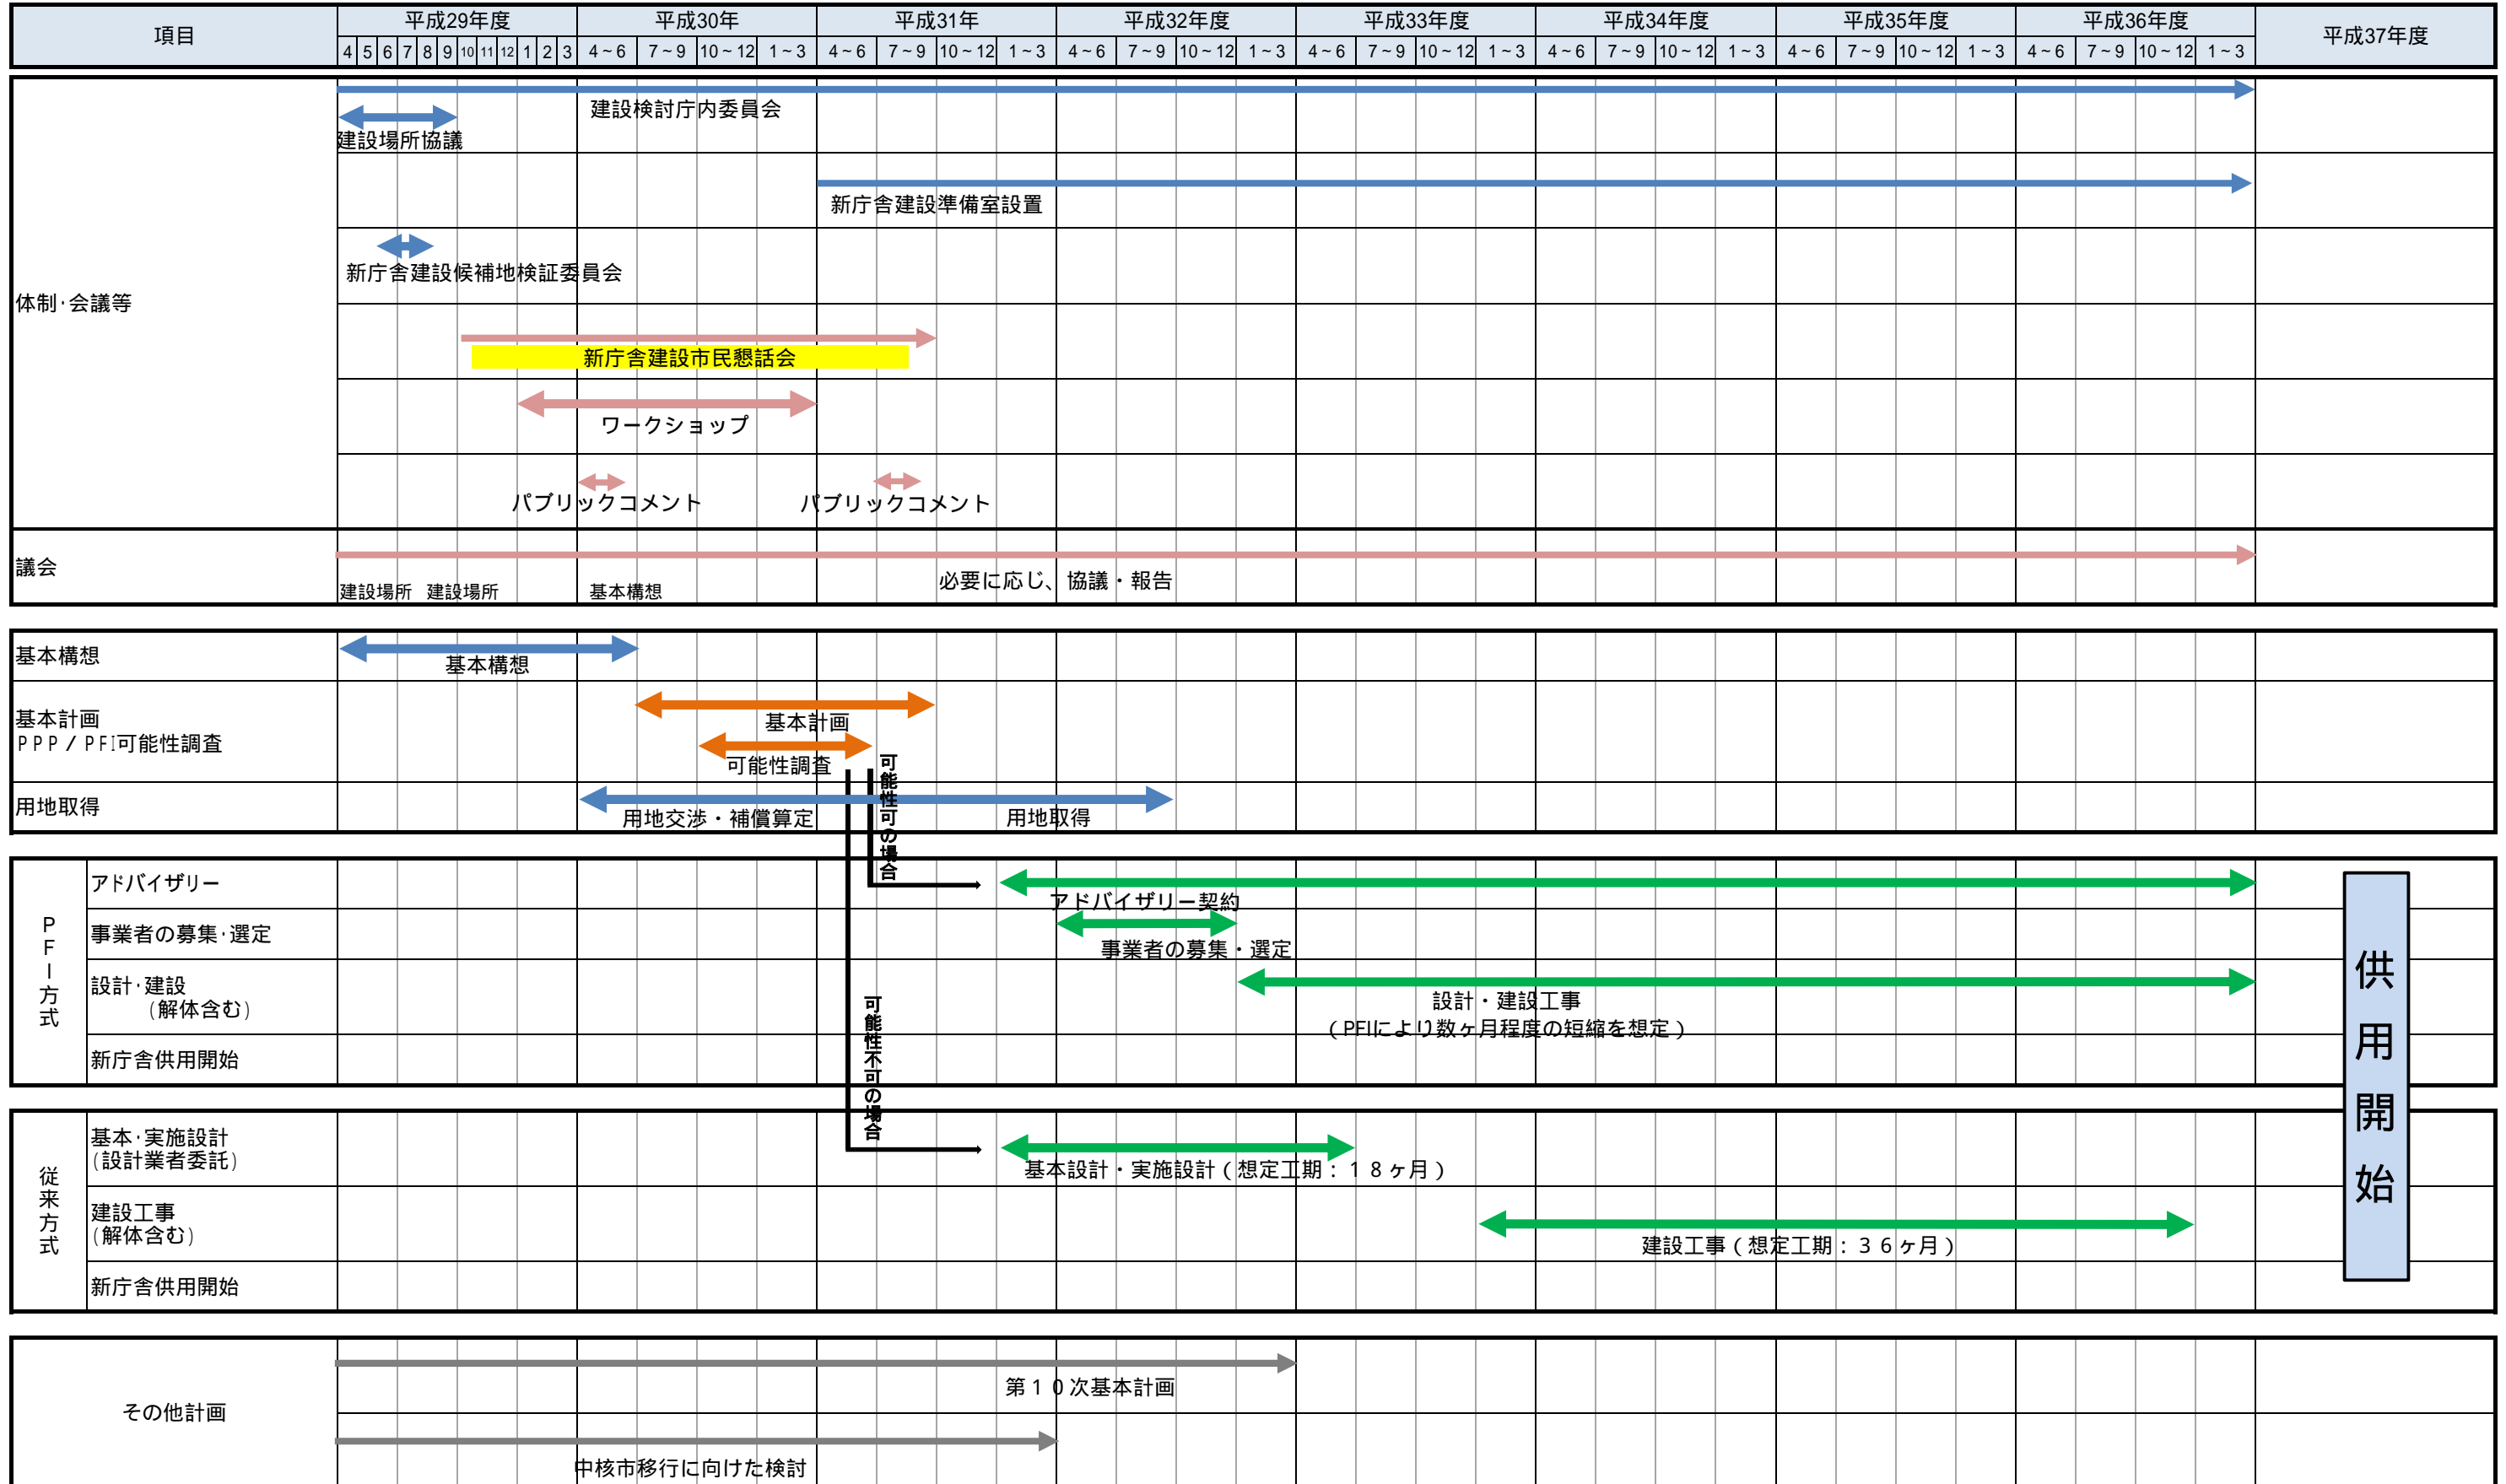 項目 平成29年度 平成30年 平成31年 平成32年度 平成33年度 平成34年度 平成35年度 平成36年度 平成37年度
4 5 6 7 8 9 10 11 12 1 2 3 4～6 7～9 10～12 1～3 4～6 7～9 10～12 1～3 4～6 7～9 10～12 1～3 4～6 7～9 10～12 1～3 4～6 7～9 10～12 1～3 4～6 7～9 10～12 1～3 4～6 7～9 10～12 1～3
体制・会議等
建設検討庁内委員会
建設場所協議
新庁舎建設準備室設置
新庁舎建設候補地検証委員会
新庁舎建設市民懇話会
ワークショップ
パブリックコメント パブリックコメント
議会
必要に応じ、協議・報告
建設場所 建設場所 基本構想
基本構想
基本構想
基本計画
PPP/PFI可能性調査
基本計画
可能性調査
用地取得
用地交渉・補償算定 用地取得
可能性可の場合
可能性不可の場合
PFI方式
アドバイザリー
アドバイザリー契約
事業者の募集・選定
事業者の募集・選定
設計・建設
(解体含む)
設計・建設工事
(PFIにより数ヶ月程度の短縮を想定)
新庁舎供用開始
従来方式
基本・実施設計
(設計業者委託)
基本設計・実施設計(想定工期:18ヶ月)
建設工事
(解体含む)
建設工事(想定工期:36ヶ月)
新庁舎供用開始
供用開始
その他計画
第10次基本計画
中核市移行に向けた検討